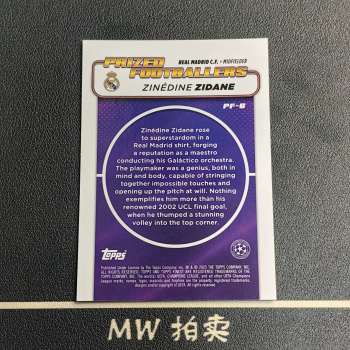 PRIZED
FOOTBALLERS
REAL MADRID C.F. • MIDFIELDER
ZINÉDINE ZIDANE
PF-6
Zinédine Zidane rose
to superstardom in a
Real Madrid shirt, forging
a reputation as a maestro
conducting his Galáctico orchestra.
The playmaker was a genius, both in
mind and body, capable of stringing
together impossible touches and
opening up the pitch at will. Nothing
exemplifies him more than his
renowned 2002 UCL final goal,
when he thumped a stunning
volley into the top corner.
Topps
MW 拍卖